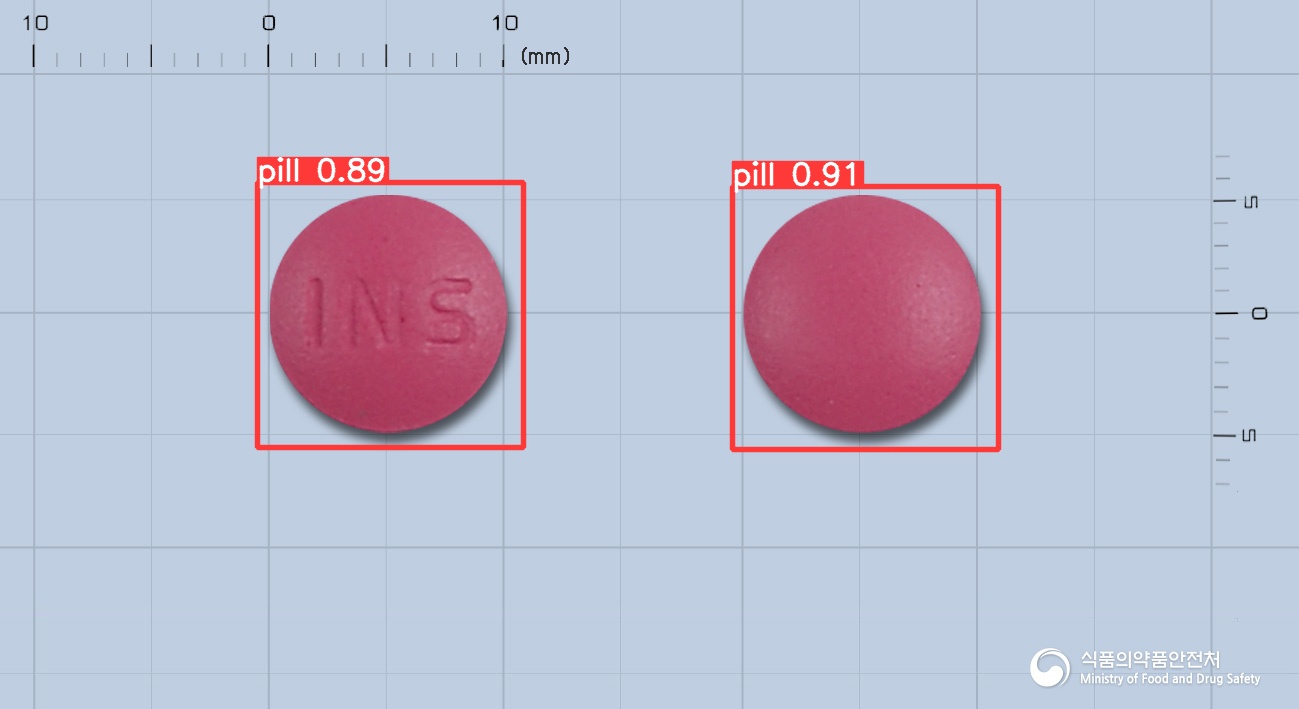 10 0 10
(mm)
pill 0.89
pill 0.91
INS
5
0
5
식품의약품안전처
Ministry of Food and Drug Safety